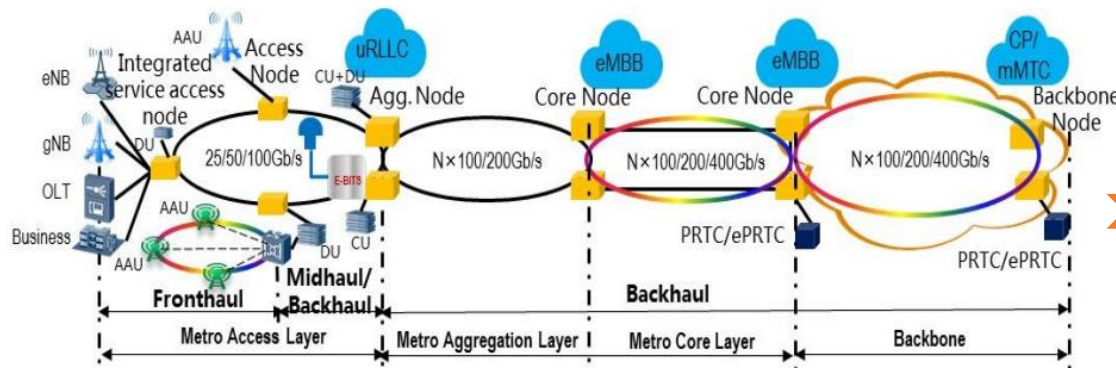 AAU
eNB
Integrated
service access
node
Access
Node
gNB
DU
OLT
Business
25/50/100Gb/s
E-BITS
CU+DU
uRLLC
Agg.Node
AAU
AAU
DU
CU
N×100/200Gb/s
eMBB
Core Node
N×100/200/400Gb/s
eMBB
Core Node
PRTC/ePRTC
N×100/200/400Gb/s
CP/
mMTC
Backbone
Node
PRTC/ePRTC
Fronthaul
Midhaul/
Backhaul
Backhaul
Metro Access Layer
Metro Aggregation Layer
Metro Core Layer
Backbone